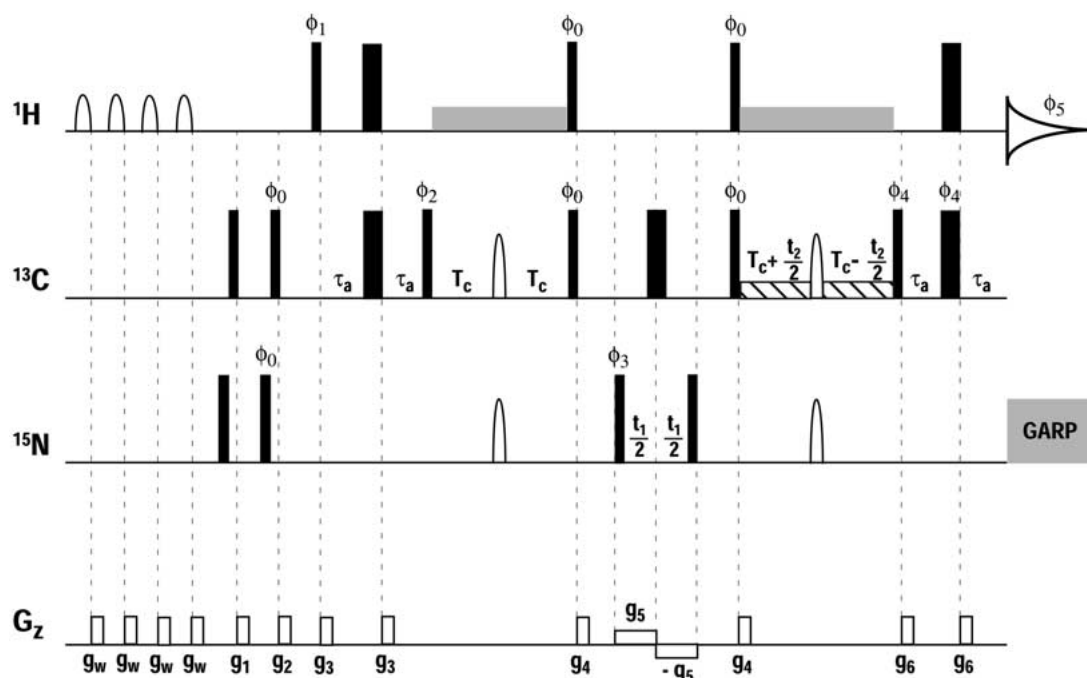 ϕ1 ϕ0 ϕ0
¹H ϕ5
ϕ0 ϕ2 ϕ0 ϕ0 ϕ4 ϕ4
¹³C τa τa Tc Tc Tc + t2/2 Tc - t2/2 τa τa
ϕ0 ϕ3
¹⁵N t1/2 t1/2 GARP
g5
Gz
gw gw gw gw g1 g2 g3 g3 g4 - g5 g4 g6 g6